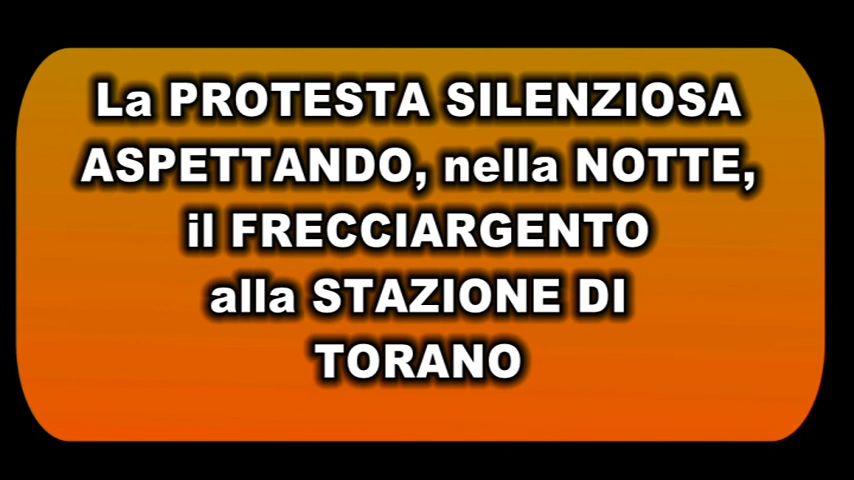 La PROTESTA SILENZIOSA
ASPETTANDO, nella NOTTE,
il FRECCIARGENTO
alla STAZIONE DI
TORANO